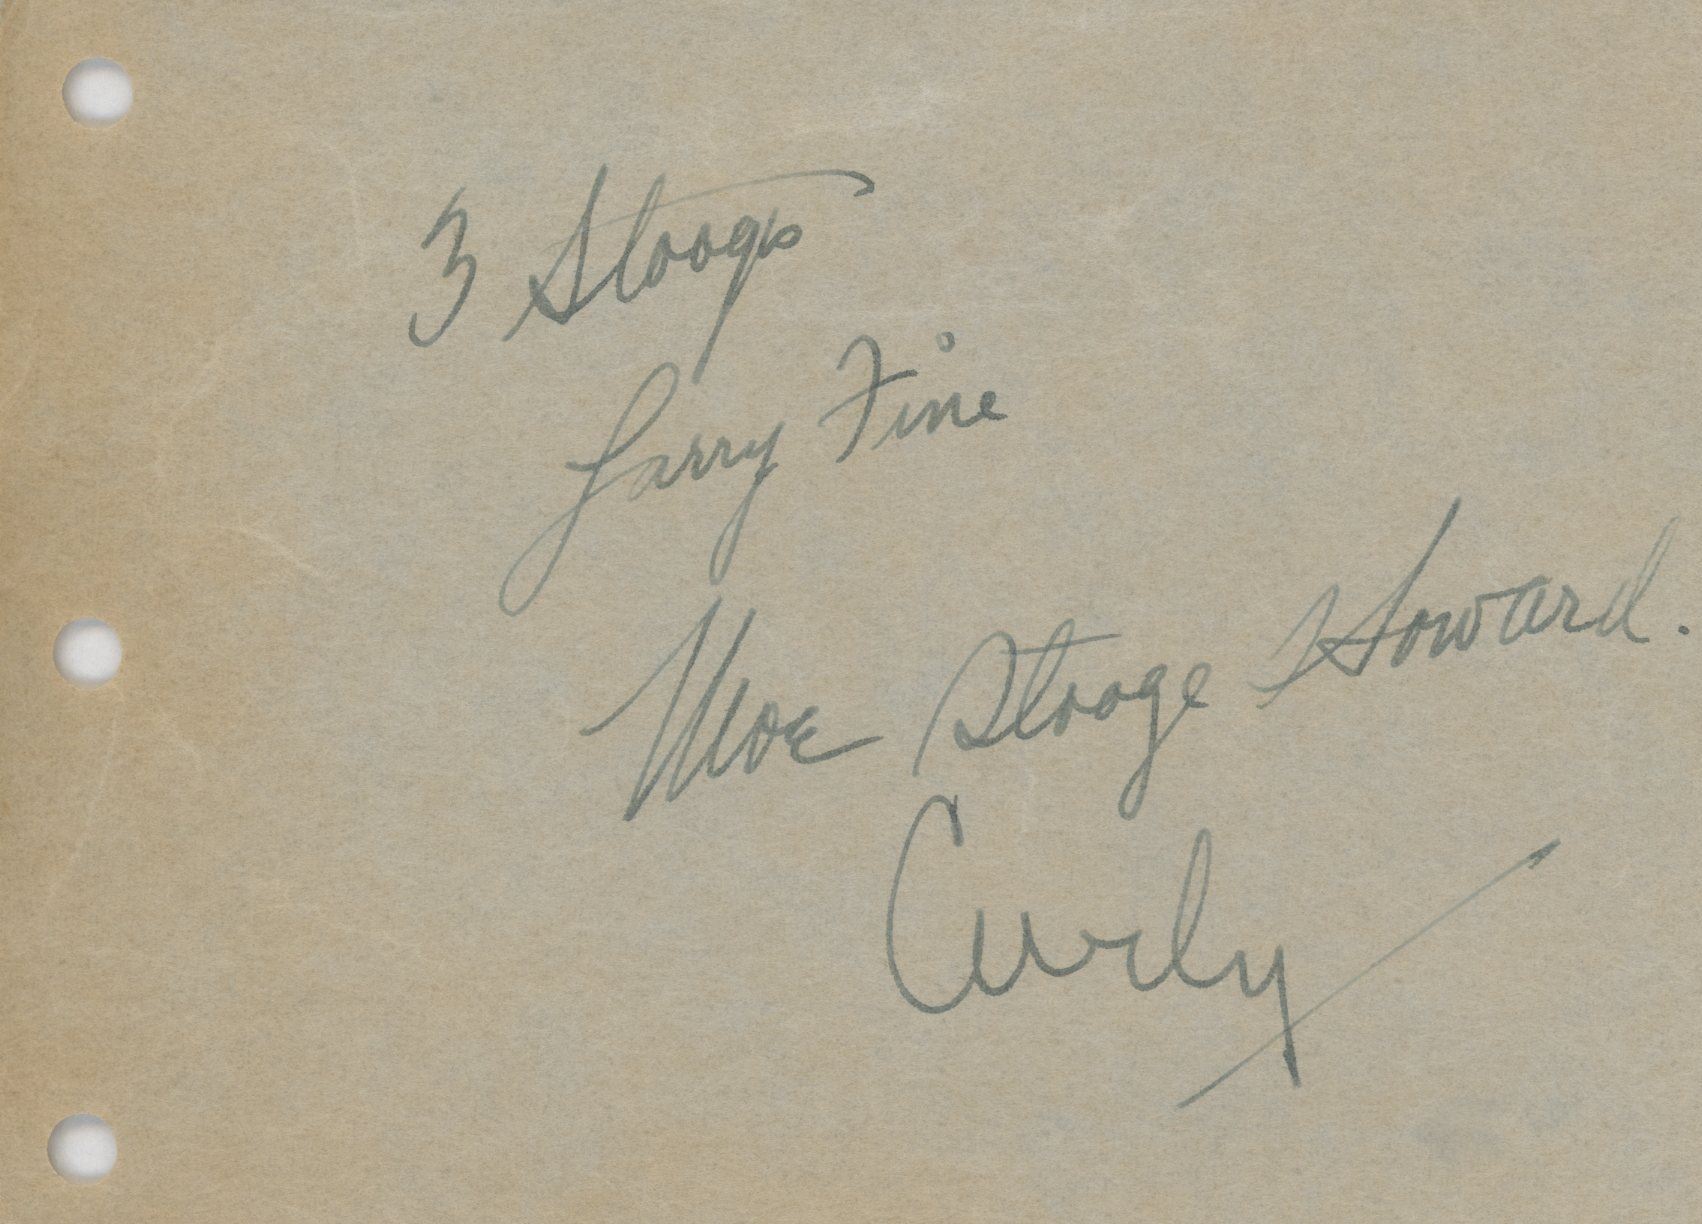 3 Stooges
Larry Fine
Moe Stooge Howard.
Curly